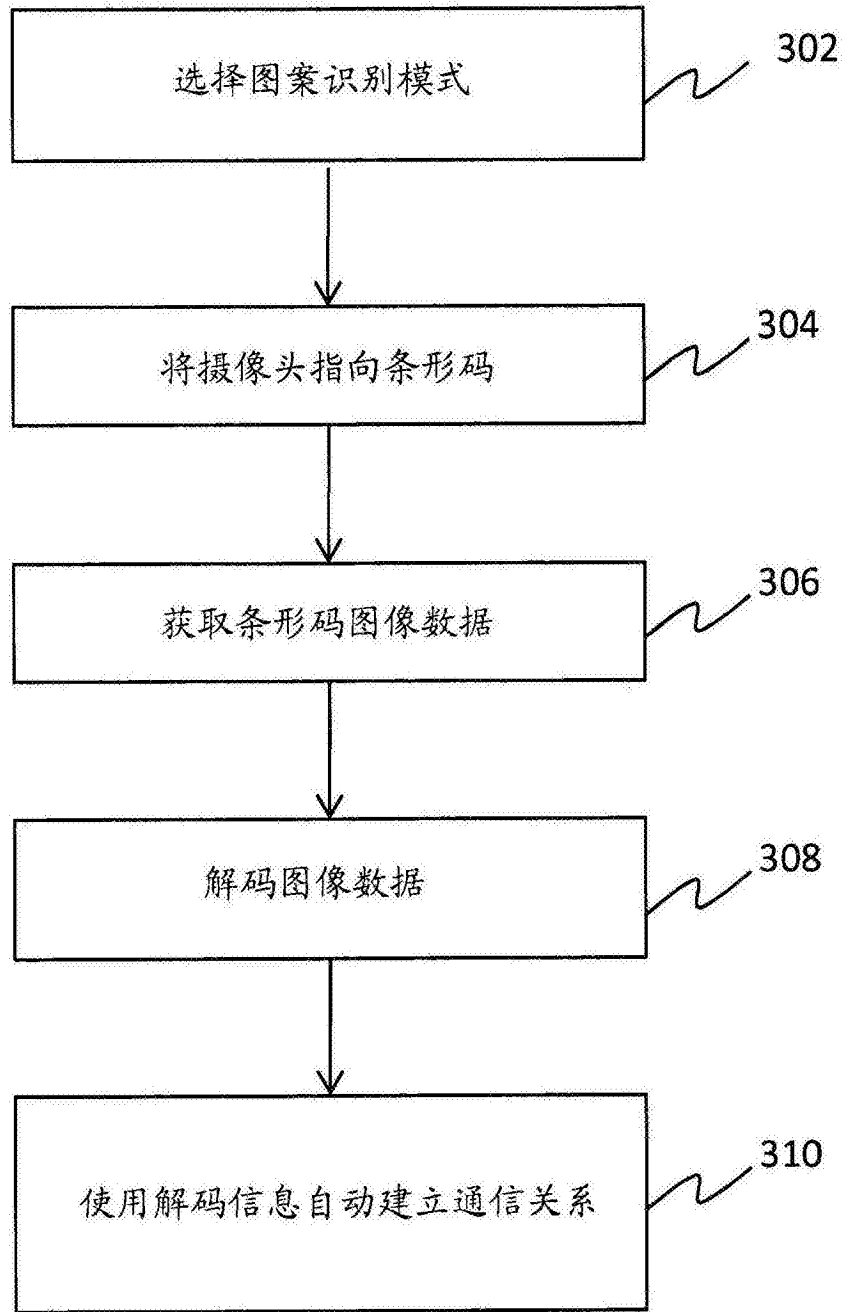 选择图案识别模式
302
将摄像头指向条形码
304
获取条形码图像数据
306
解码图像数据
308
使用解码信息自动建立通信关系
310